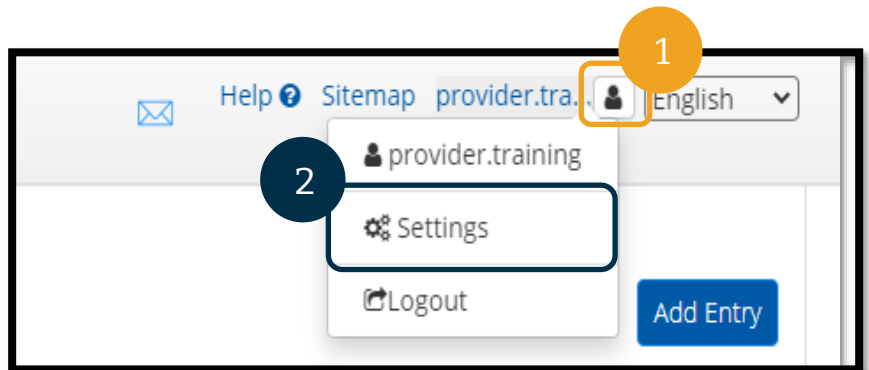 1
Help ? Sitemap provider.tra... English
provider.training
2
Settings
Logout
Add Entry